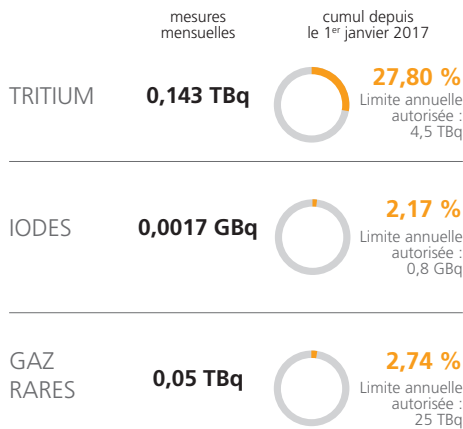 mesures
mensuelles
cumul depuis
le 1er janvier 2017
TRITIUM
0,143 TBq
27,80 %
Limite annuelle
autorisée :
4,5 TBq
IODES
0,0017 GBq
2,17 %
Limite annuelle
autorisée :
0,8 GBq
GAZ
RARES
0,05 TBq
2,74 %
Limite annuelle
autorisée :
25 TBq